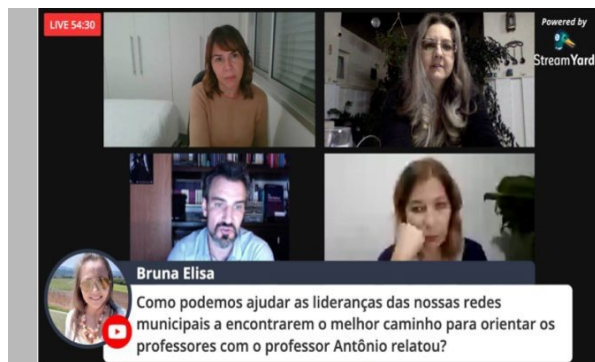 LIVE 54:30
Powered by
StreamYard
Bruna Elisa
Como podemos ajudar as lideranças das nossas redes
municipais a encontrarem o melhor caminho para orientar os
professores com o professor Antônio relatou?